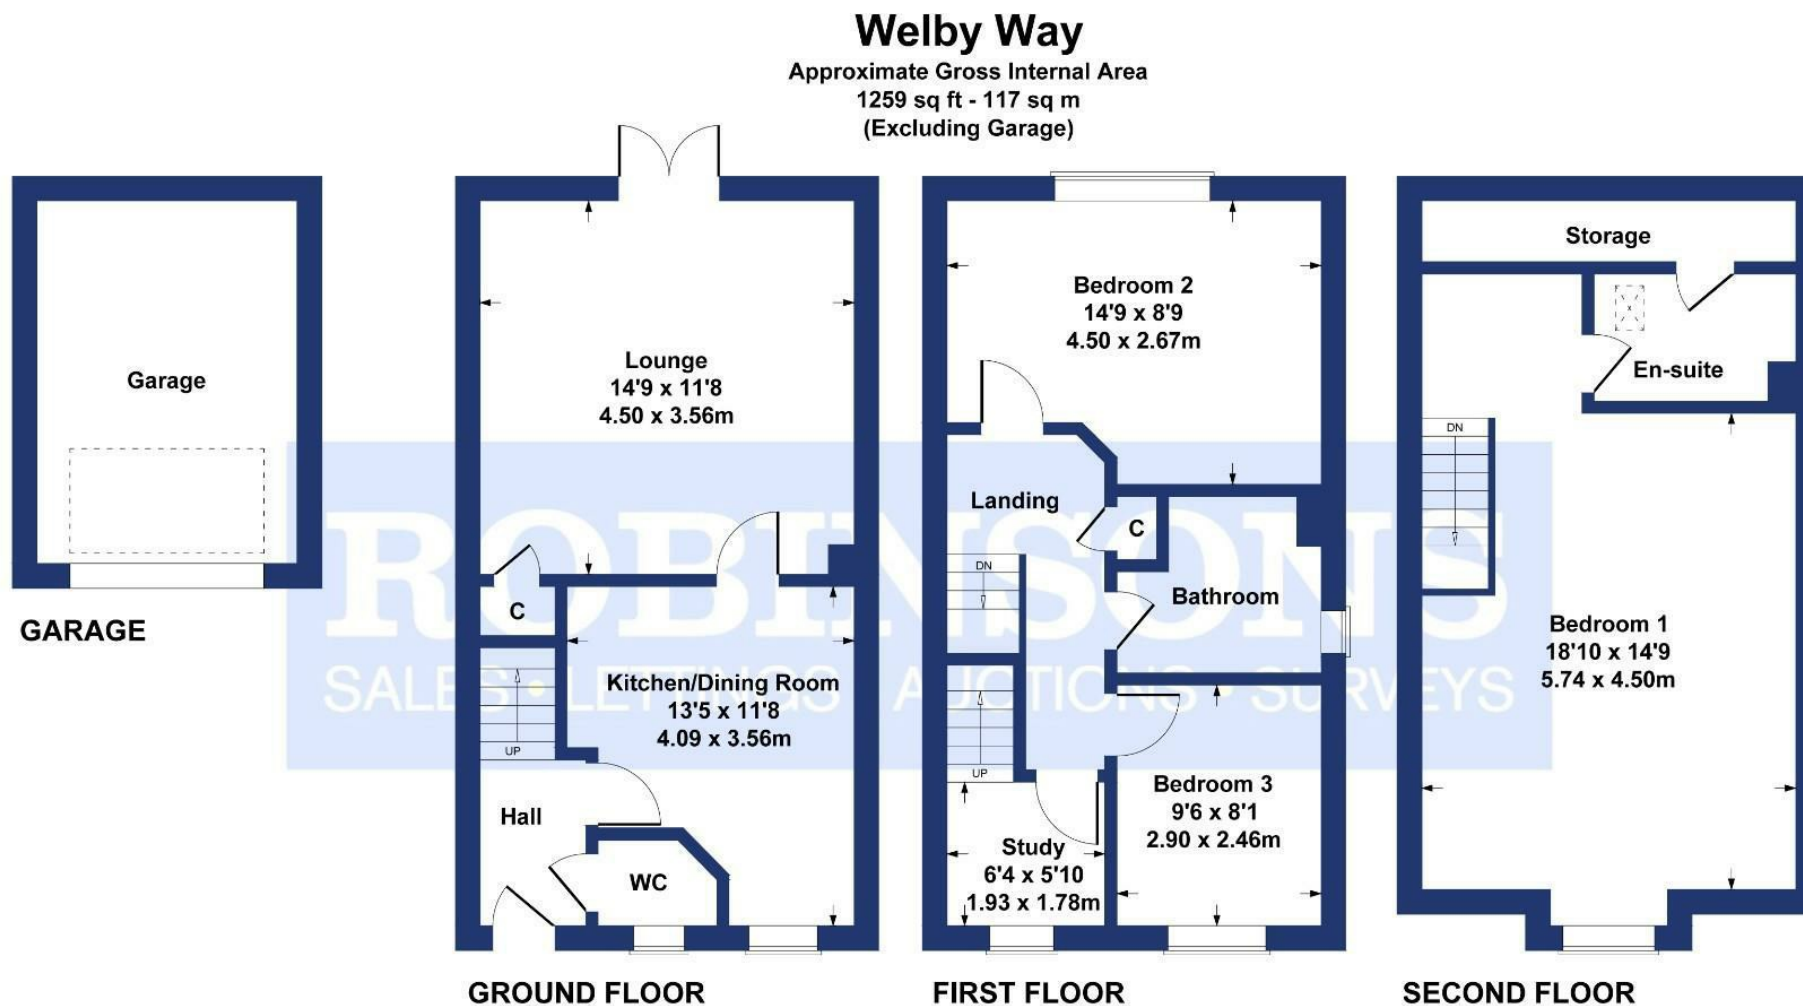 Welby Way
Approximate Gross Internal Area
1259 sq ft - 117 sq m
(Excluding Garage)
Garage
GARAGE
Lounge
14'9 x 11'8
4.50 x 3.56m
C
Kitchen/Dining Room
13'5 x 11'8
4.09 x 3.56m
UP
Hall
WC
GROUND FLOOR
Bedroom 2
14'9 x 8'9
4.50 x 2.67m
Landing
C
DN
Bathroom
UP
Bedroom 3
9'6 x 8'1
2.90 x 2.46m
Study
6'4 x 5'10
1.93 x 1.78m
FIRST FLOOR
Storage
En-suite
DN
Bedroom 1
18'10 x 14'9
5.74 x 4.50m
SECOND FLOOR
ROBINSONS
SALES • LETTINGS • AUCTIONS • SURVEYS